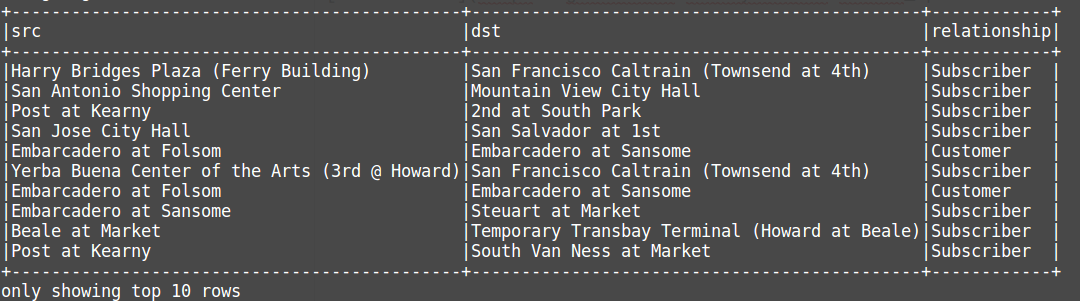 +---------------------------------------------+---------------------------------------------+------------+
|src                                          |dst                                          |relationship|
+---------------------------------------------+---------------------------------------------+------------+
|Harry Bridges Plaza (Ferry Building)         |San Francisco Caltrain (Townsend at 4th)     |Subscriber  |
|San Antonio Shopping Center                  |Mountain View City Hall                      |Subscriber  |
|Post at Kearny                               |2nd at South Park                            |Subscriber  |
|San Jose City Hall                           |San Salvador at 1st                          |Subscriber  |
|Embarcadero at Folsom                        |Embarcadero at Sansome                       |Customer    |
|Yerba Buena Center of the Arts (3rd @ Howard)|San Francisco Caltrain (Townsend at 4th)     |Subscriber  |
|Embarcadero at Folsom                        |Embarcadero at Sansome                       |Customer    |
|Embarcadero at Sansome                       |Steuart at Market                            |Subscriber  |
|Beale at Market                              |Temporary Transbay Terminal (Howard at Beale)|Subscriber  |
|Post at Kearny                               |South Van Ness at Market                     |Subscriber  |
+---------------------------------------------+---------------------------------------------+------------+
only showing top 10 rows